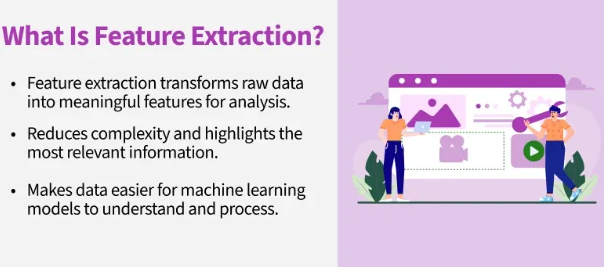 What Is Feature Extraction?
• Feature extraction transforms raw data
into meaningful features for analysis.
• Reduces complexity and highlights the
most relevant information.
• Makes data easier for machine learning
models to understand and process.